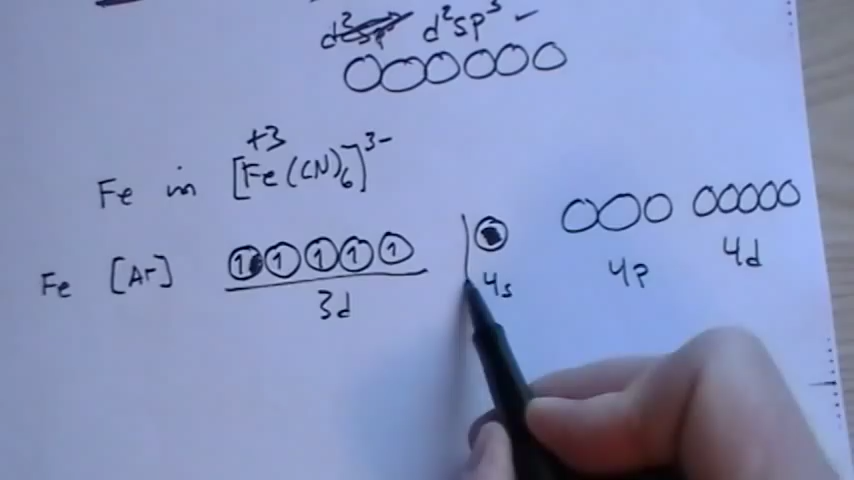 d²sp³ d²sp³ ✓
+3
Fe in [Fe(CN)₆]³⁻
Fe [Ar] 1 1 1 1 1
3d 4s 4p 4d